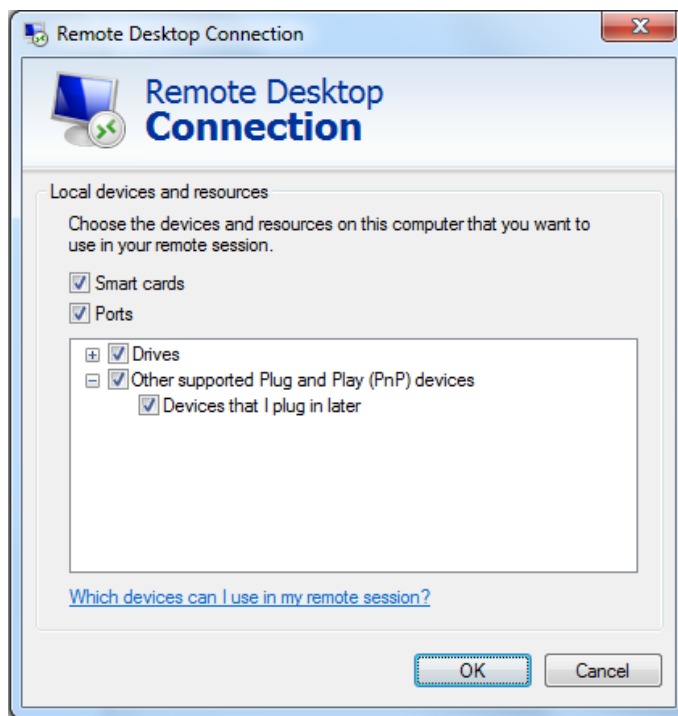 Remote Desktop Connection
Remote Desktop
Connection
Local devices and resources
Choose the devices and resources on this computer that you want to
use in your remote session.
Smart cards
Ports
Drives
Other supported Plug and Play (PnP) devices
Devices that I plug in later
Which devices can I use in my remote session?
OK Cancel